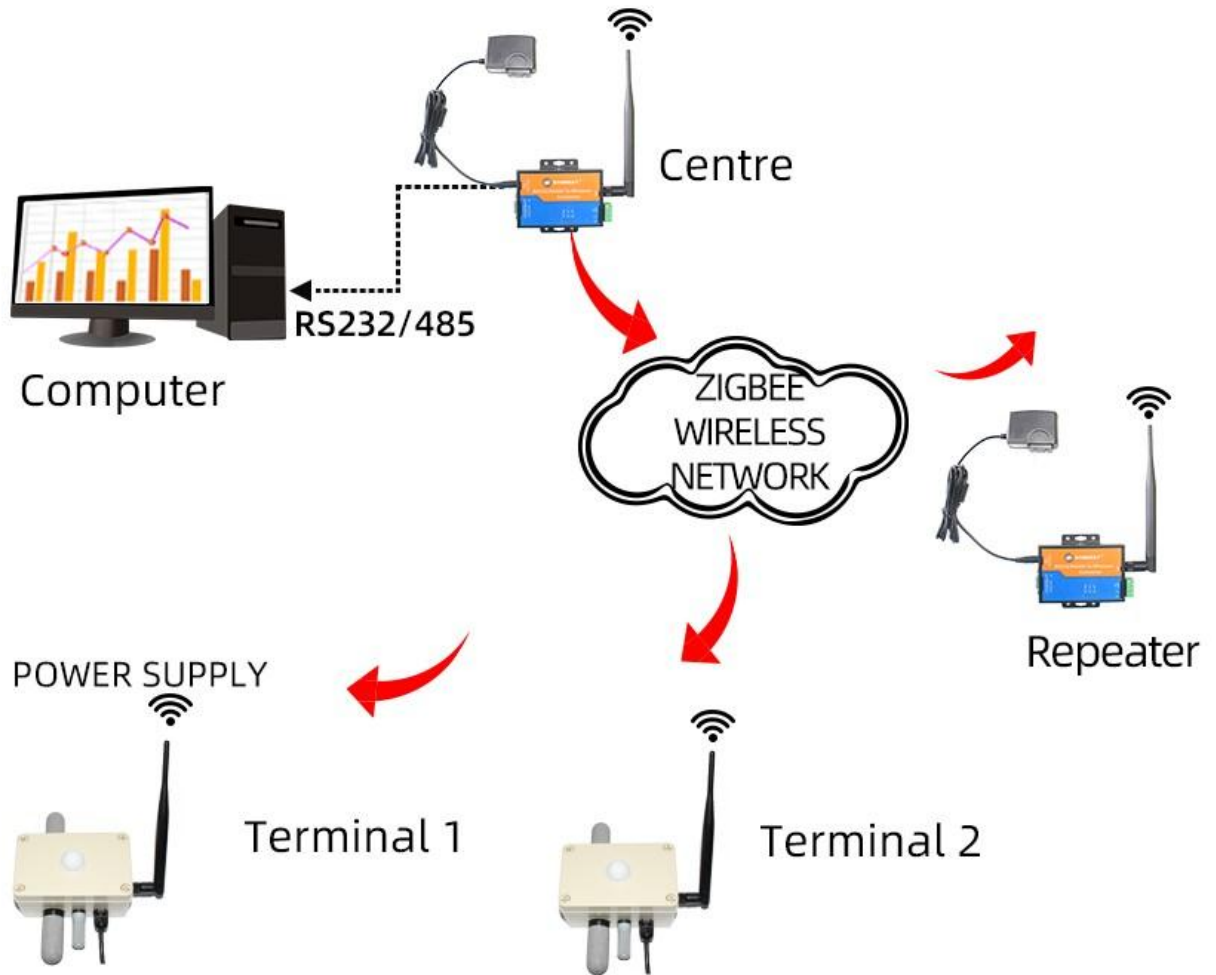 Centre
RS232/485
Computer
ZIGBEE
WIRELESS
NETWORK
Repeater
POWER SUPPLY
Terminal 1
Terminal 2